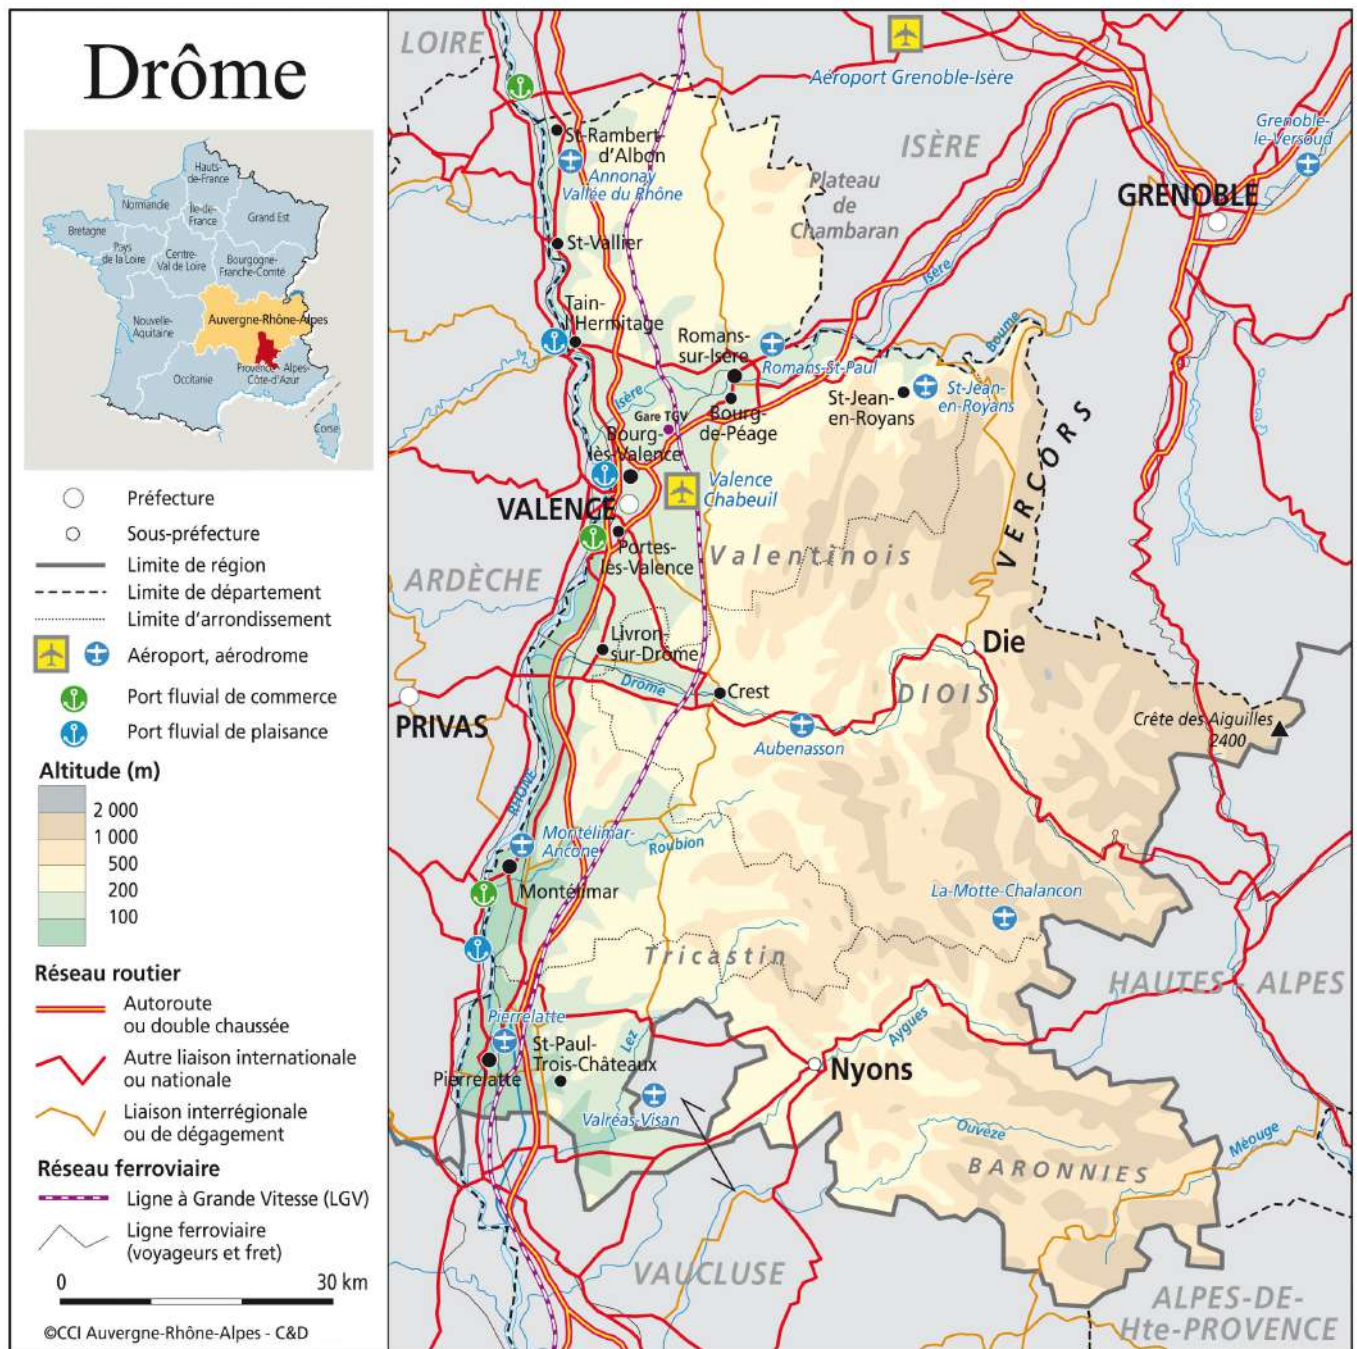 Drôme
Hauts-
de-France
Normandie
Île-de-
France
Grand Est
Bretagne
Pays
de la Loire
Centre-
Val de Loire
Bourgogne-
Franche-Comté
Nouvelle-
Aquitaine
Auvergne-Rhône-Alpes
Occitanie
Provence - Alpes-
Côte-d'Azur
Corse
Préfecture
Sous-préfecture
Limite de région
Limite de département
Limite d'arrondissement
Aéroport, aérodrome
Port fluvial de commerce
Port fluvial de plaisance
Altitude (m)
2 000
1 000
500
200
100
Réseau routier
Autoroute
ou double chaussée
Autre liaison internationale
ou nationale
Liaison interrégionale
ou de dégagement
Réseau ferroviaire
Ligne à Grande Vitesse (LGV)
Ligne ferroviaire
(voyageurs et fret)
0 30 km
©CCI Auvergne-Rhône-Alpes - C&D
LOIRE
Aéroport Grenoble-Isère
Grenoble-
le-Versoud
ISÈRE
St-Rambert-
d'Albon
Annonay
Vallée du Rhône
Plateau
de
Chambaran
GRENOBLE
St-Vallier
Isère
Tain-
l'Hermitage
Romans-
sur-Isère
Romans-St-Paul
Bourne
St-Jean-
en-Royans
St-Jean-
en-Royans
Isère
Gare TGV
Bourg-
de-Péage
Bourg-
lès-Valence
VERCORS
Valence
Chabeuil
VALENCE
Portes-
lès-Valence
Valentinois
ARDÈCHE
Livron-
sur-Drôme
Die
Drôme
Crest
DIOIS
PRIVAS
Aubenasson
Crête des Aiguilles
2400
RHÔNE
Montélimar-
Ancone
Roubion
Montélimar
La-Motte-Chalancon
Tricastin
HAUTES - ALPES
Pierrelatte
St-Paul-
Trois-Châteaux
Lez
Aygues
Pierrelatte
Nyons
Valréas-Visan
Ouvèze
Méouge
BARONNIES
VAUCLUSE
ALPES-DE-
Hte-PROVENCE